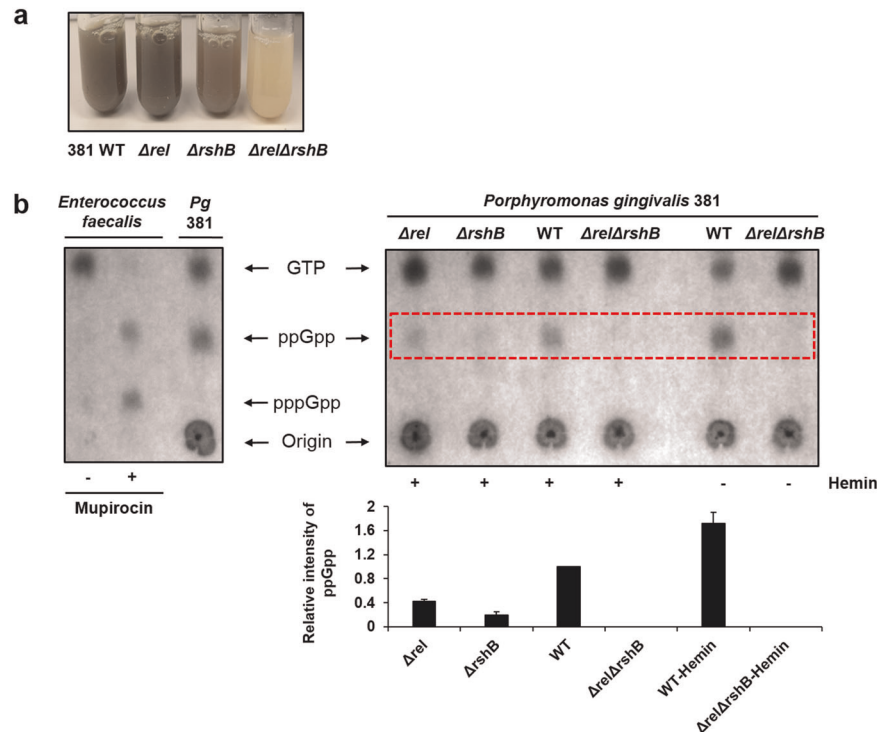 a
381 WT Δrel ΔrshB ΔrelΔrshB
b
Enterococcus
faecalis
Pg
381
Porphyromonas gingivalis 381
Δrel ΔrshB WT ΔrelΔrshB WT ΔrelΔrshB
GTP
ppGpp
pppGpp
Origin
- +
Mupirocin
+ + + + - - Hemin
Relative intensity of
ppGpp
2
1.6
1.2
0.8
0.4
0
Δrel
ΔrshB
WT
ΔrelΔrshB
WT-Hemin
ΔrelΔrshB-Hemin